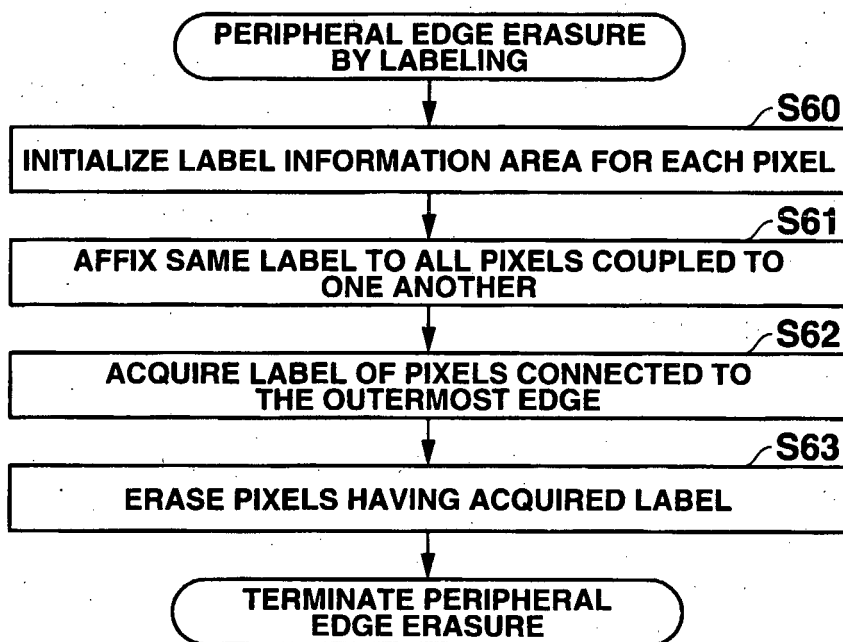 PERIPHERAL EDGE ERASURE
BY LABELING
S60
INITIALIZE LABEL INFORMATION AREA FOR EACH PIXEL
S61
AFFIX SAME LABEL TO ALL PIXELS COUPLED TO
ONE ANOTHER
S62
ACQUIRE LABEL OF PIXELS CONNECTED TO
THE OUTERMOST EDGE
S63
ERASE PIXELS HAVING ACQUIRED LABEL
TERMINATE PERIPHERAL
EDGE ERASURE